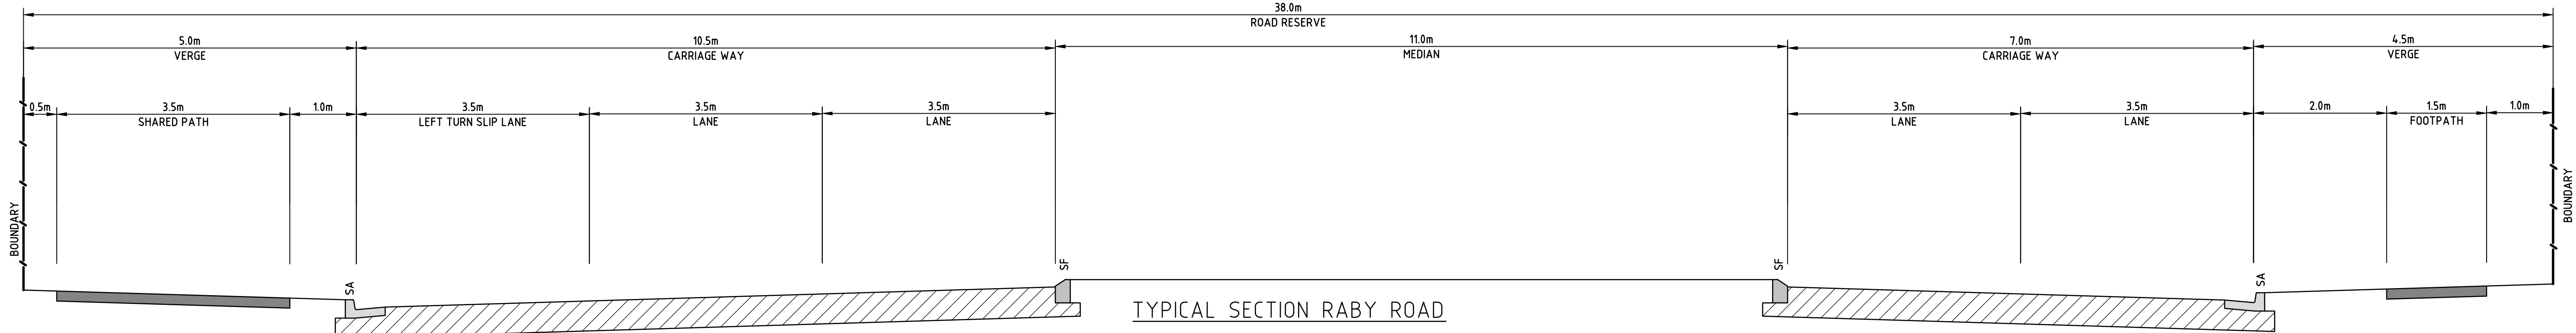 38.0m
ROAD RESERVE
5.0m
VERGE
10.5m
CARRIAGE WAY
11.0m
MEDIAN
7.0m
CARRIAGE WAY
4.5m
VERGE
0.5m
3.5m
SHARED PATH
1.0m
3.5m
LEFT TURN SLIP LANE
3.5m
LANE
3.5m
LANE
3.5m
LANE
3.5m
LANE
2.0m
1.5m
FOOTPATH
1.0m
BOUNDARY
SA
SF
SF
SA
BOUNDARY
TYPICAL SECTION RABY ROAD